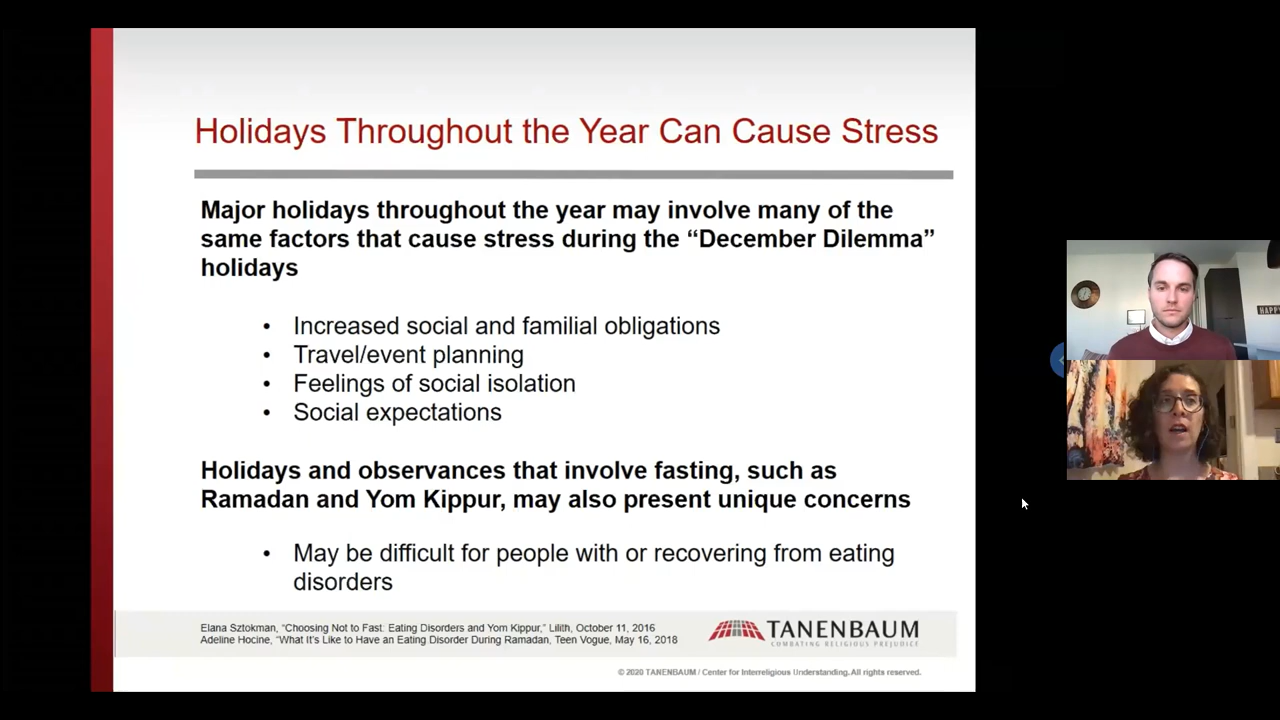 Holidays Throughout the Year Can Cause Stress
Major holidays throughout the year may involve many of the
same factors that cause stress during the “December Dilemma”
holidays
• Increased social and familial obligations
• Travel/event planning
• Feelings of social isolation
• Social expectations
Holidays and observances that involve fasting, such as
Ramadan and Yom Kippur, may also present unique concerns
• May be difficult for people with or recovering from eating
disorders
Elana Sztokman, “Choosing Not to Fast: Eating Disorders and Yom Kippur,” Lilith, October 11, 2016
Adeline Hocine, “What It’s Like to Have an Eating Disorder During Ramadan, Teen Vogue, May 16, 2018
TANENBAUM
COMBATING RELIGIOUS PREJUDICE
© 2020 TANENBAUM / Center for Interreligious Understanding. All rights reserved.
HAPPY